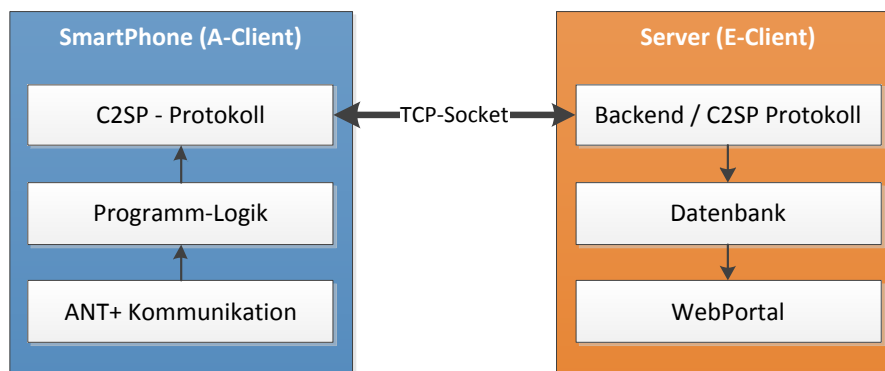 SmartPhone (A-Client)
C2SP - Protokoll
Programm-Logik
ANT+ Kommunikation
TCP-Socket
Server (E-Client)
Backend / C2SP Protokoll
Datenbank
WebPortal